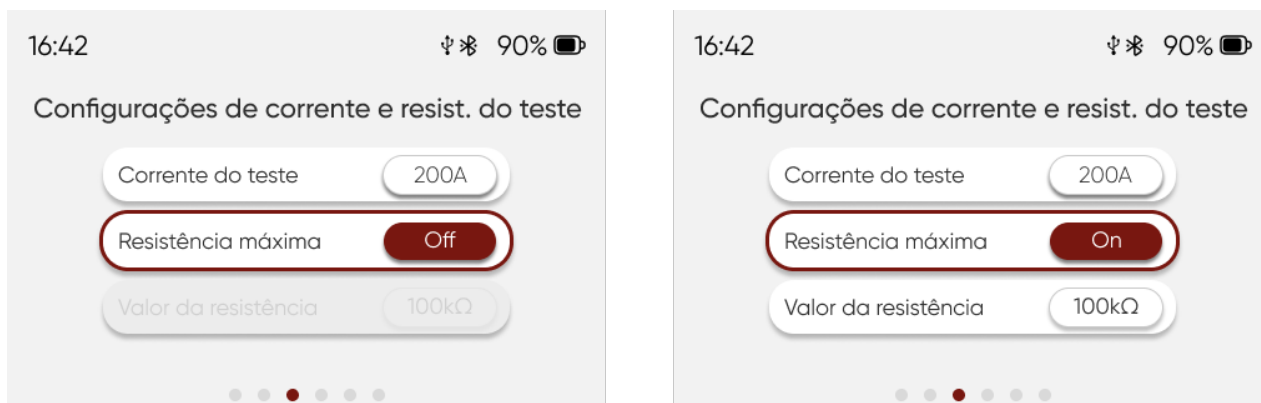 16:42 90%
Configurações de corrente e resist. do teste
Corrente do teste 200A
Resistência máxima Off
Valor da resistência 100kΩ
16:42 90%
Configurações de corrente e resist. do teste
Corrente do teste 200A
Resistência máxima On
Valor da resistência 100kΩ